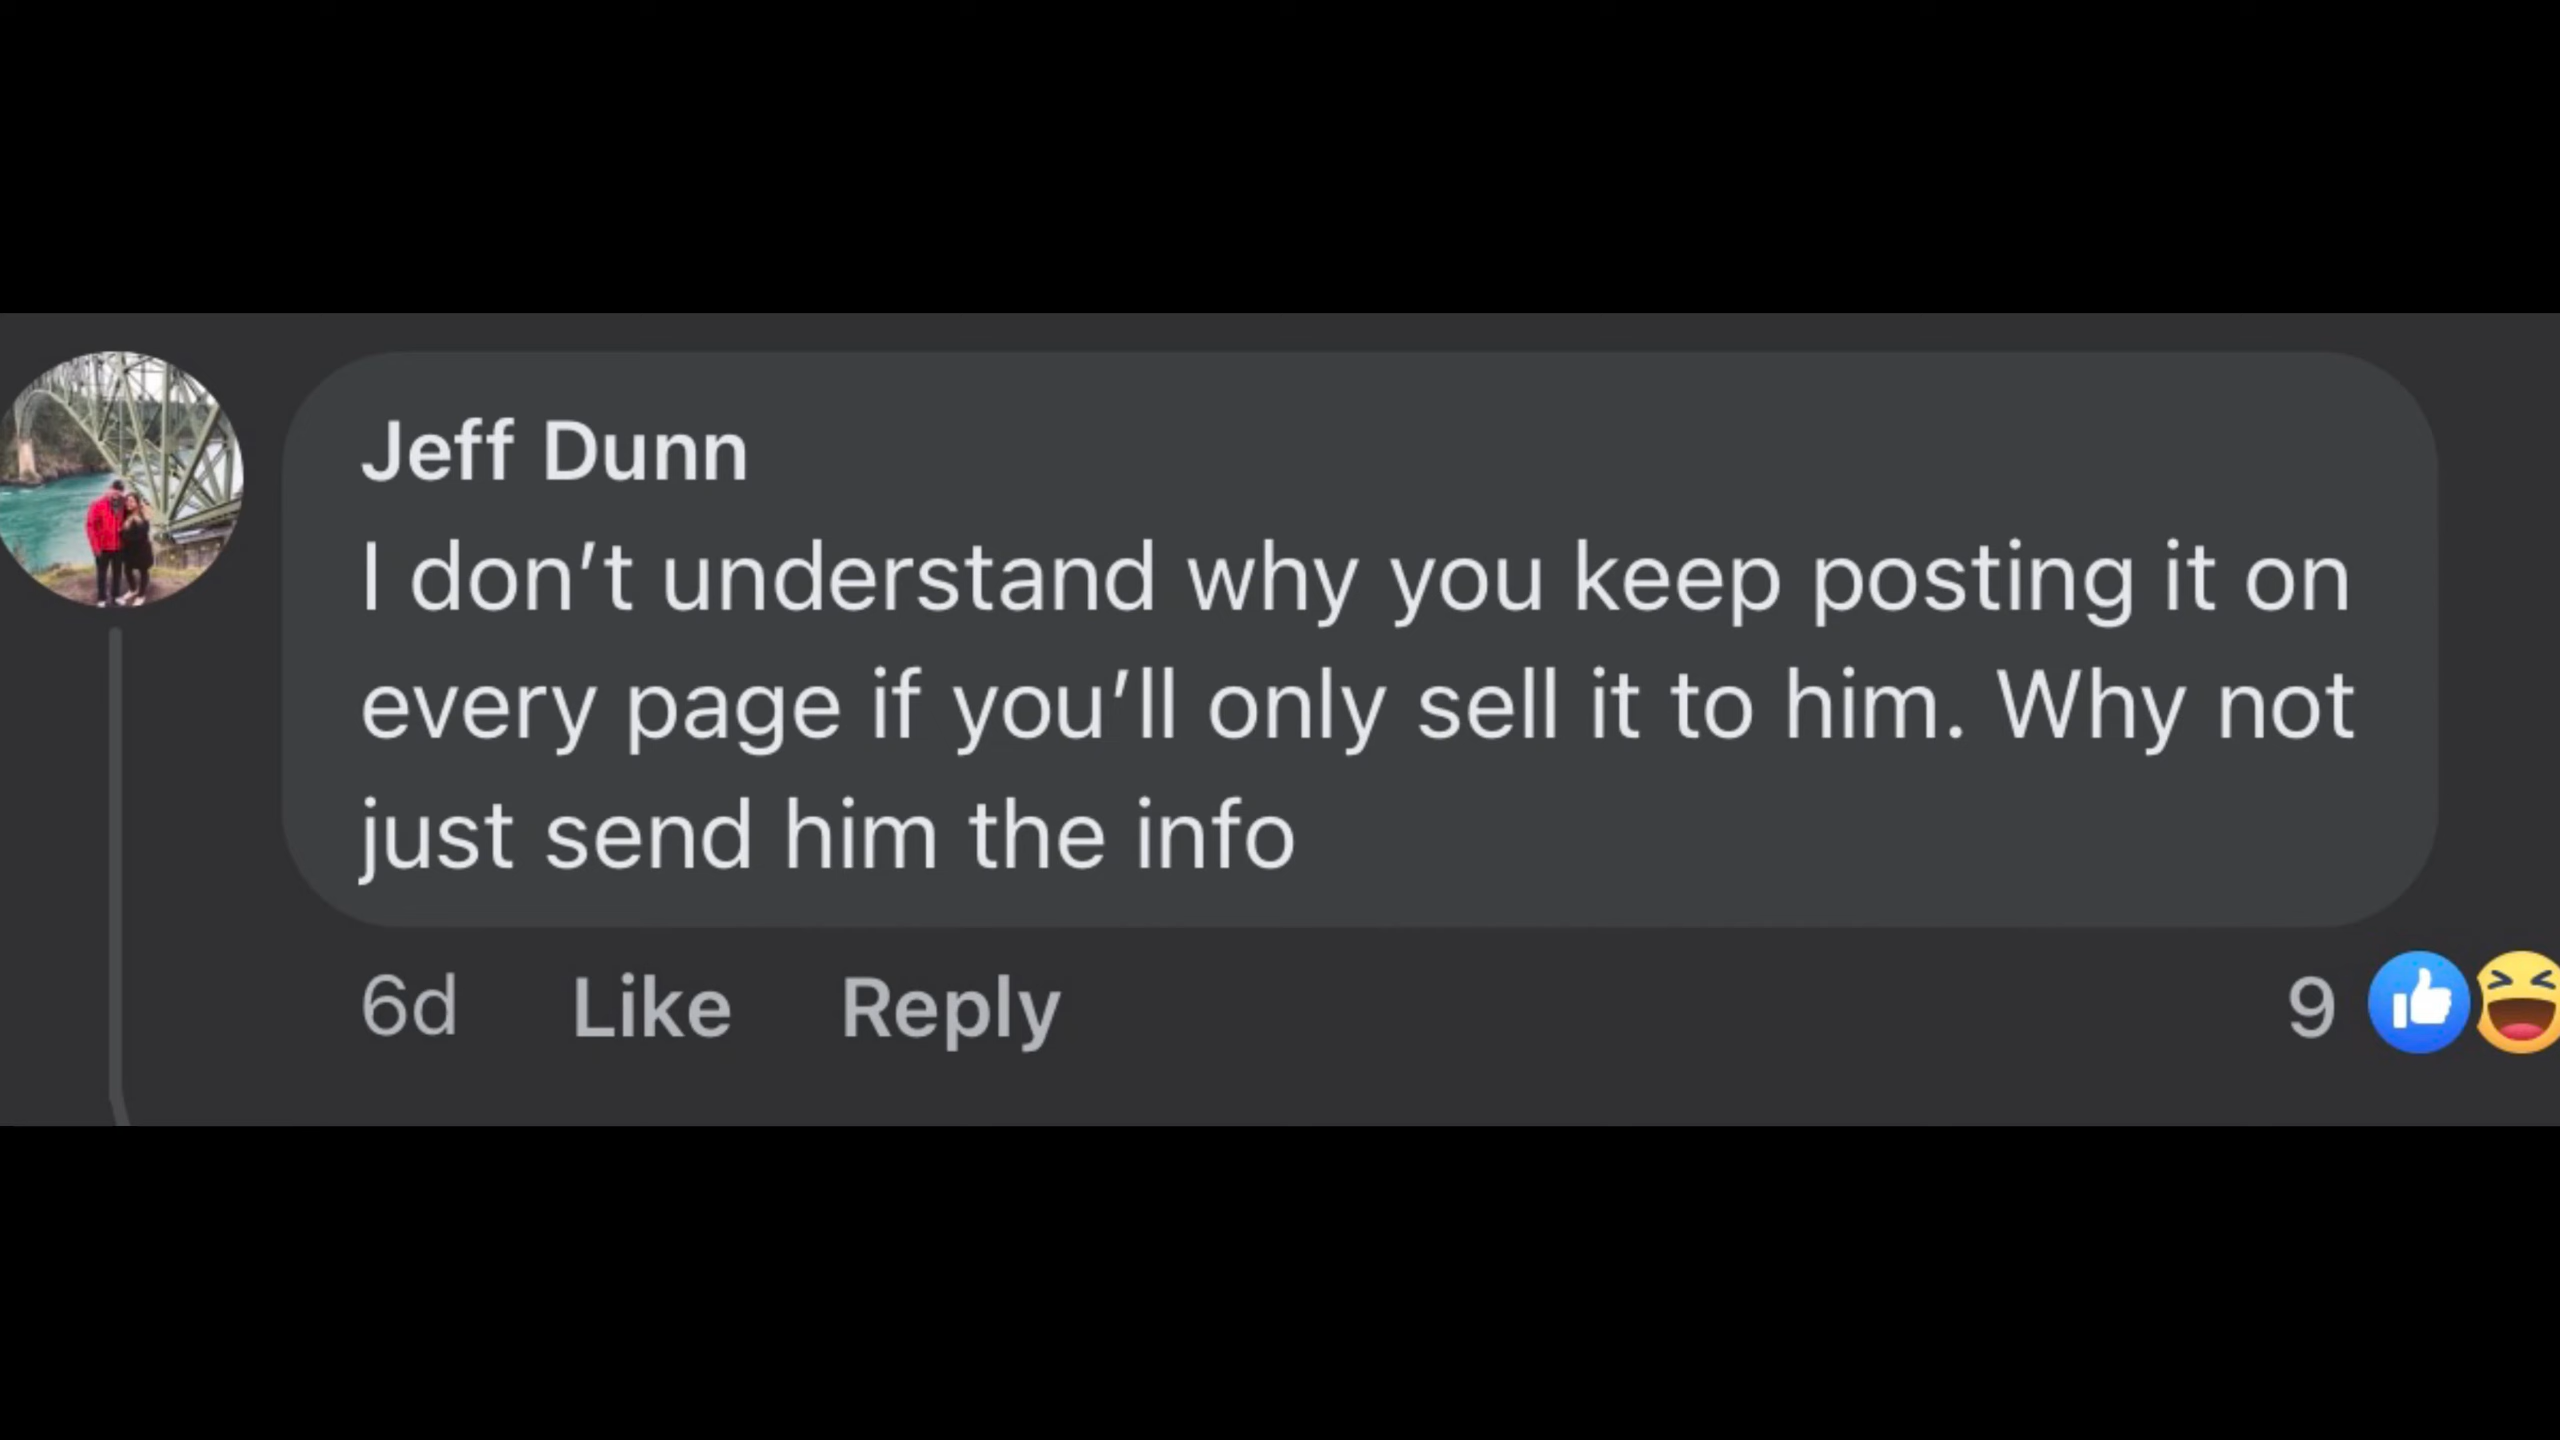 Jeff Dunn
I don’t understand why you keep posting it on
every page if you’ll only sell it to him. Why not
just send him the info
6d Like Reply 9